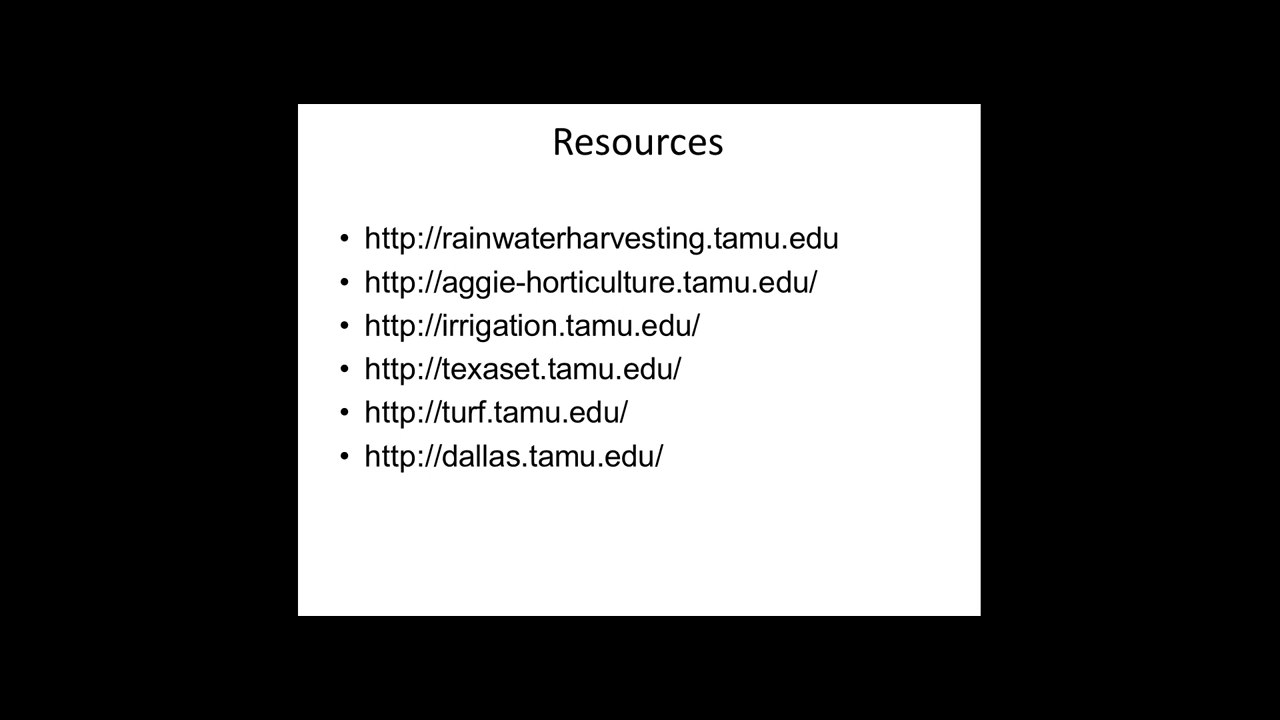 Resources
• http://rainwaterharvesting.tamu.edu
• http://aggie-horticulture.tamu.edu/
• http://irrigation.tamu.edu/
• http://texaset.tamu.edu/
• http://turf.tamu.edu/
• http://dallas.tamu.edu/